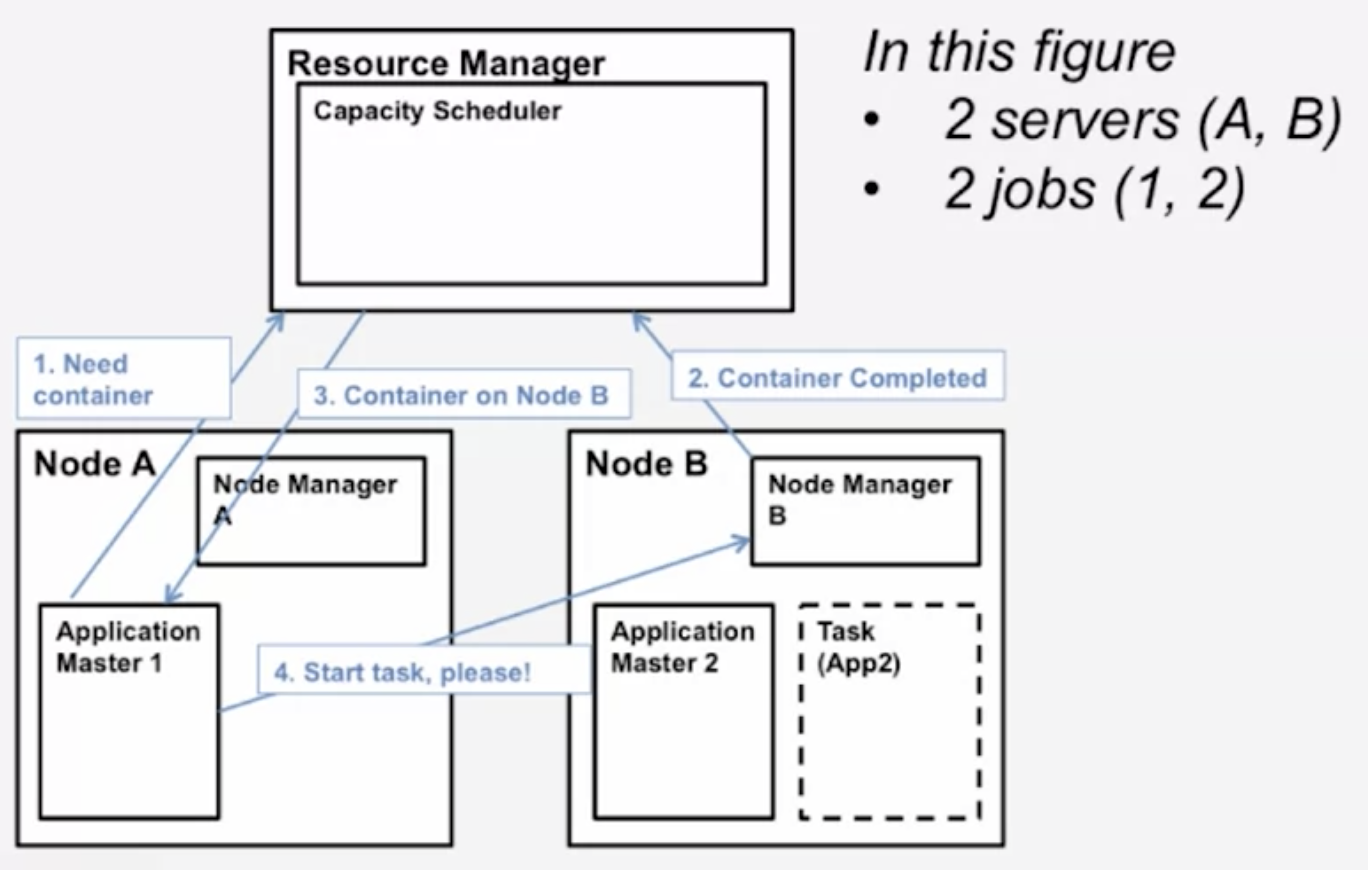 Resource Manager
Capacity Scheduler
In this figure
• 2 servers (A, B)
• 2 jobs (1, 2)
1. Need
container
3. Container on Node B
2. Container Completed
Node A
Node Manager
A
Application
Master 1
4. Start task, please!
Node B
Node Manager
B
Application
Master 2
Task
(App2)